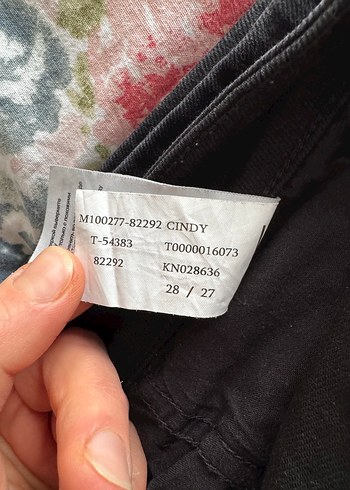 M100277-82292 CINDY
T-54383 T0000016073
82292 KN028636
28 / 27